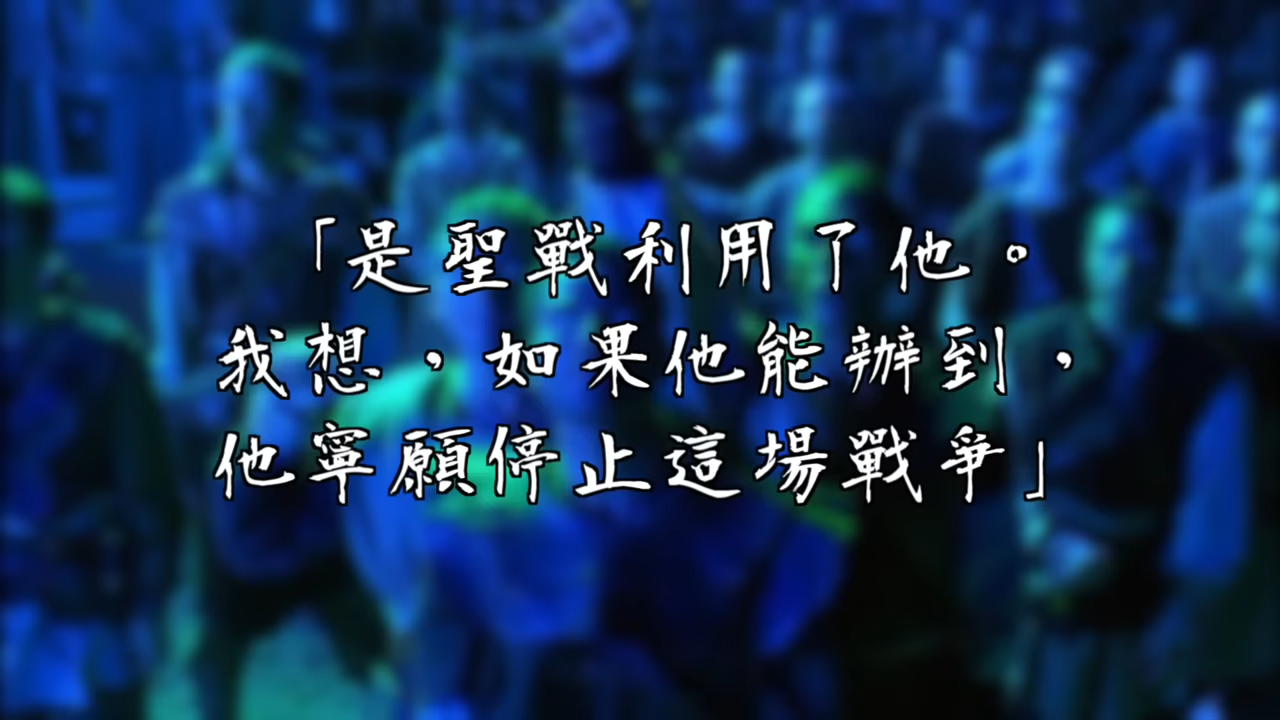 「是聖戰利用了他。
我想，如果他能辦到，
他寧願停止這場戰爭」